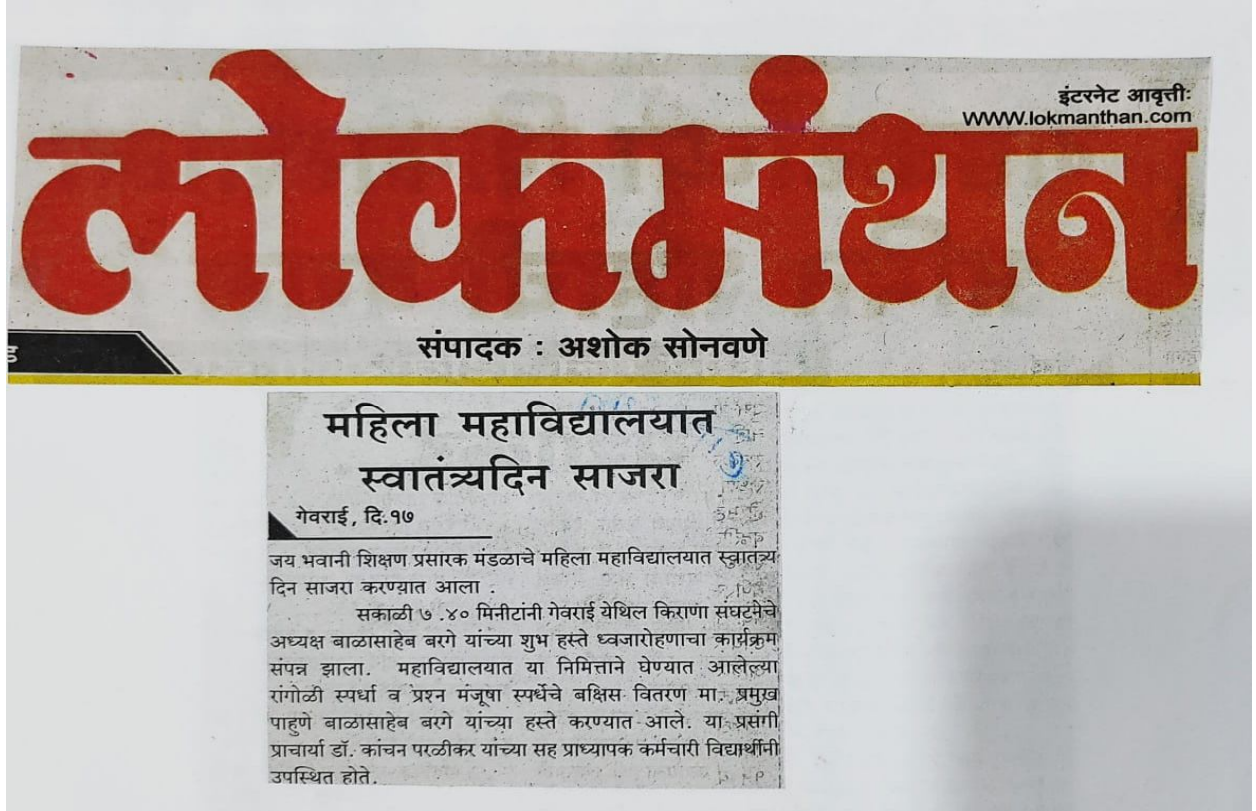 इंटरनेट आवृत्तीः
www.lokmanthan.com
लोकमंथन
संपादक : अशोक सोनवणे
महिला महाविद्यालयात
स्वातंत्र्यदिन साजरा
गेवराई, दि.१७
जय भवानी शिक्षण प्रसारक मंडळाचे महिला महाविद्यालयात स्वातंत्र्य
दिन साजरा करण्यात आला .
सकाळी ७ .४० मिनीटांनी गेवराई येथिल किराणा संघटनेचे
अध्यक्ष बाळासाहेब बरगे यांच्या शुभ हस्ते ध्वजारोहणाचा कार्यक्रम
संपन्न झाला. महाविद्यालयात या निमित्ताने घेण्यात आलेल्या
रांगोळी स्पर्धा व प्रश्न मंजूषा स्पर्धेचे बक्षिस वितरण मा. प्रमुख
पाहुणे बाळासाहेब बरगे यांच्या हस्ते करण्यात आले. या प्रसंगी
प्राचार्या डॉ. कांचन परळीकर यांच्या सह प्राध्यापक कर्मचारी विद्यार्थीनी
उपस्थित होते.